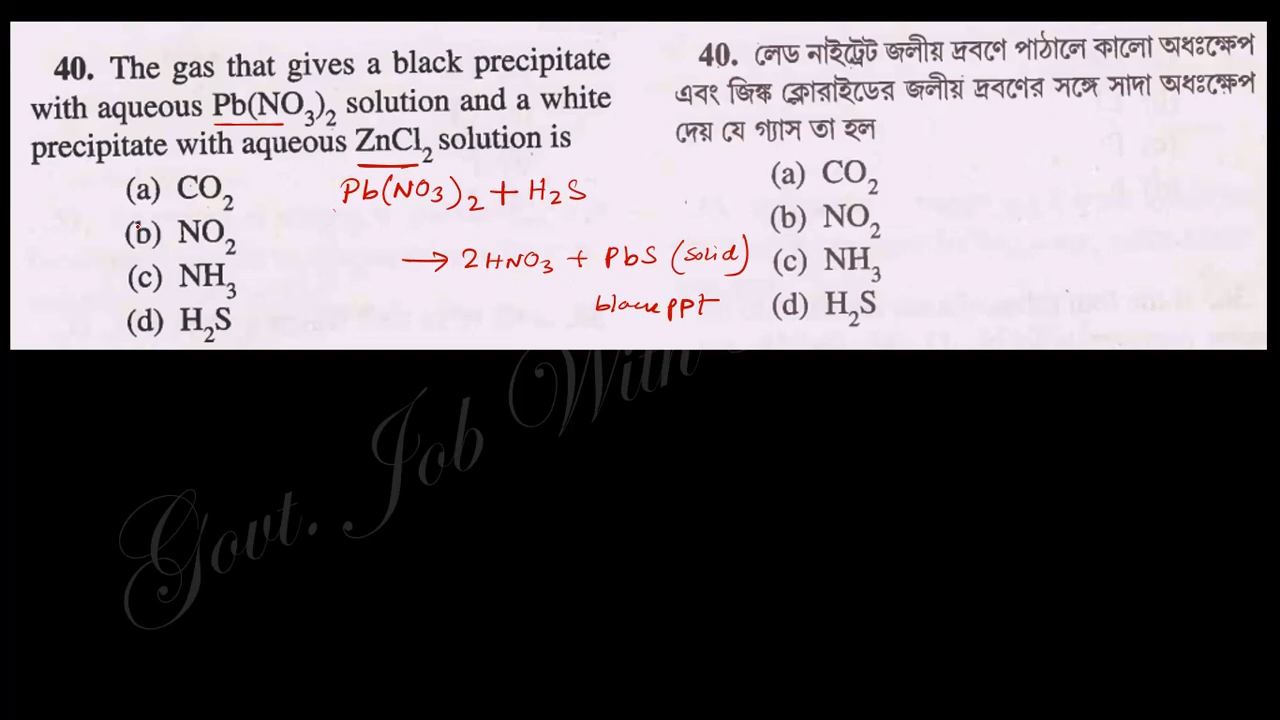 40. The gas that gives a black precipitate
with aqueous Pb(NO₃)₂ solution and a white
precipitate with aqueous ZnCl₂ solution is
(a) CO₂
(b) NO₂
(c) NH₃
(d) H₂S
Pb(NO3)2 + H2S
→ 2HNO3 + PbS (solid)
black ppt
40. লেড নাইট্রেট জলীয় দ্রবণে পাঠালে কালো অধঃক্ষেপ
এবং জিঙ্ক ক্লোরাইডের জলীয় দ্রবণের সঙ্গে সাদা অধঃক্ষেপ
দেয় যে গ্যাস তা হল
(a) CO₂
(b) NO₂
(c) NH₃
(d) H₂S
Govt. Job With